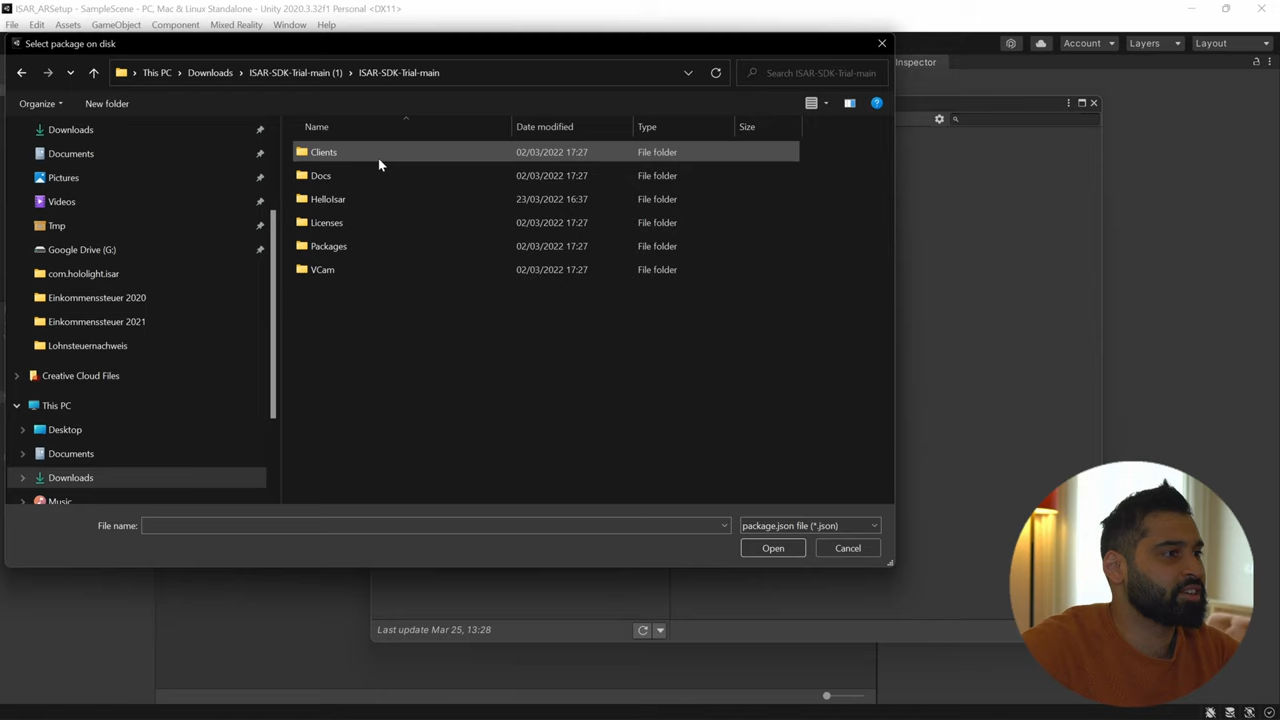 ISAR_ARSetup - SampleScene - PC, Mac & Linux Standalone - Unity 2020.3.32f1 Personal <DX11>
File Edit Assets GameObject Component Mixed Reality Window Help
Select package on disk
Account Layers Layout
This PC > Downloads > ISAR-SDK-Trial-main (1) > ISAR-SDK-Trial-main
Search ISAR-SDK-Trial-main
Inspector
Organize New folder
Downloads
Documents
Pictures
Videos
Tmp
Google Drive (G:)
com.hololight.isar
Einkommenssteuer 2020
Einkommenssteuer 2021
Lohnsteuernachweis
Creative Cloud Files
This PC
Desktop
Documents
Downloads
Music
Name Date modified Type Size
Clients 02/03/2022 17:27 File folder
Docs 02/03/2022 17:27 File folder
HelloIsar 23/03/2022 16:37 File folder
Licenses 02/03/2022 17:27 File folder
Packages 02/03/2022 17:27 File folder
VCam 02/03/2022 17:27 File folder
File name: package.json file (*.json)
Open Cancel
Last update Mar 25, 13:28